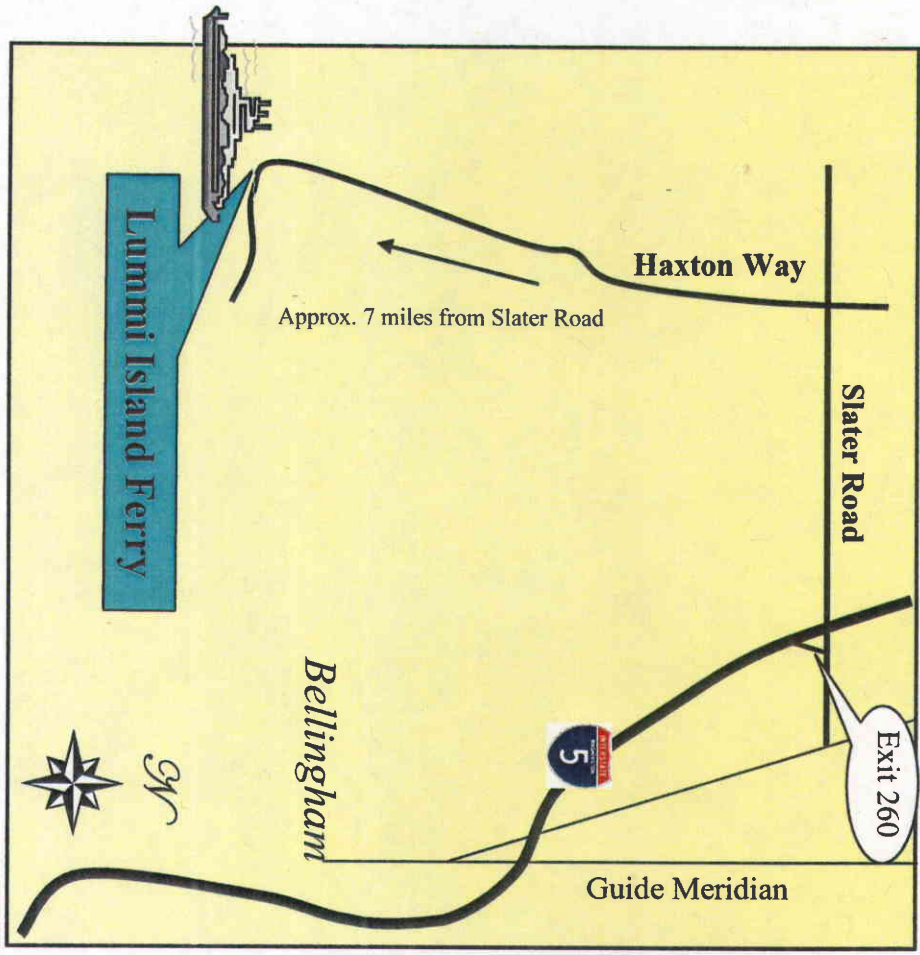 Haxton Way
Slater Road
Approx. 7 miles from Slater Road
Lummi Island Ferry
Exit 260
INTERSTATE
5
Bellingham
Guide Meridian
N